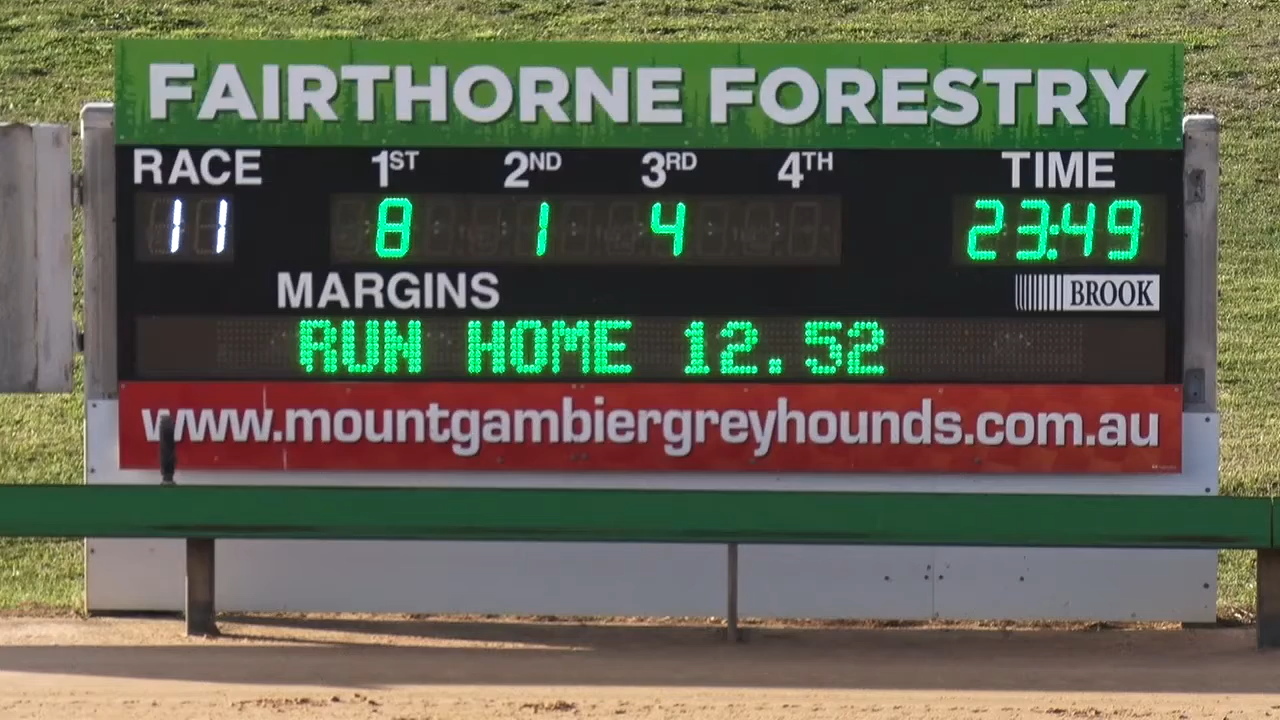 FAIRTHORNE FORESTRY
RACE 1ST 2ND 3RD 4TH TIME
11 8 1 4 23:49
MARGINS BROOK
RUN HOME 12.52
www.mountgambiergreyhounds.com.au